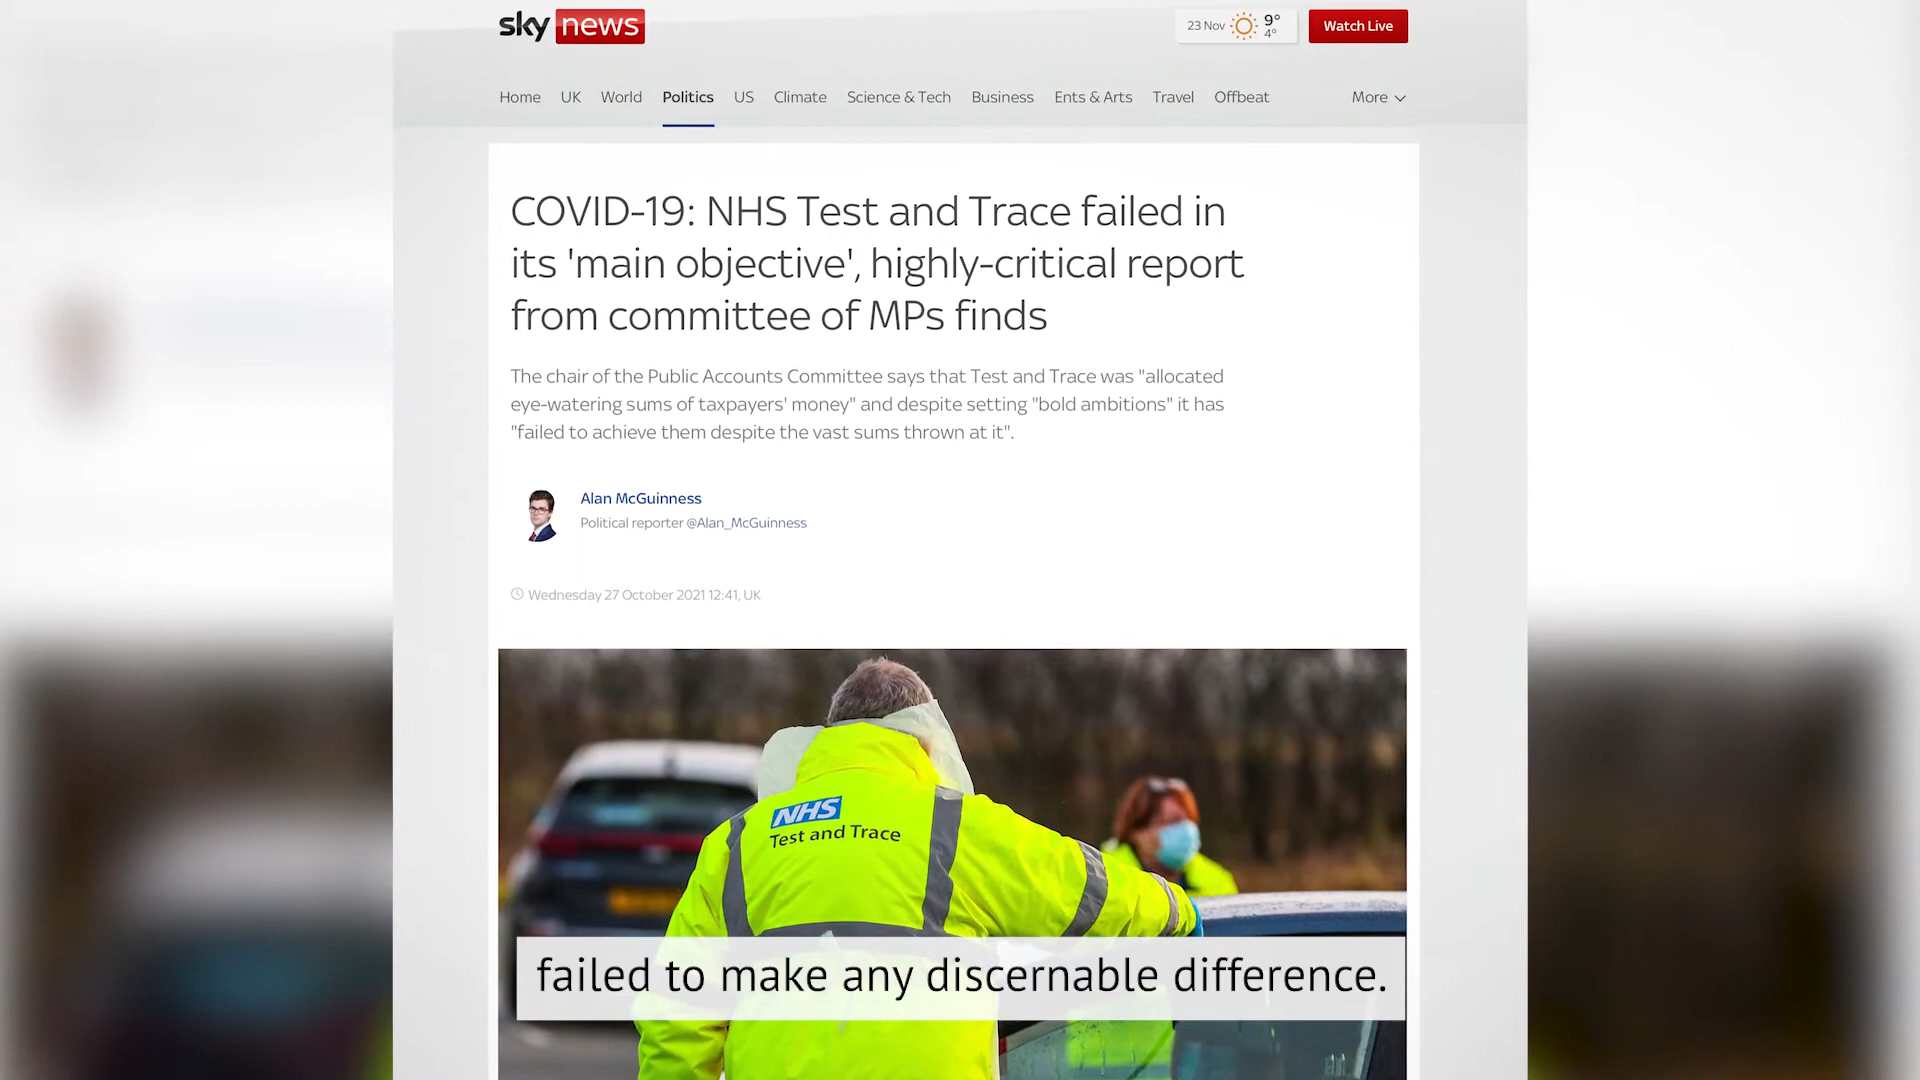 sky news
23 Nov
9°
4°
Watch Live
Home UK World Politics US Climate Science & Tech Business Ents & Arts Travel Offbeat More
COVID-19: NHS Test and Trace failed in
its 'main objective', highly-critical report
from committee of MPs finds
The chair of the Public Accounts Committee says that Test and Trace was "allocated
eye-watering sums of taxpayers' money" and despite setting "bold ambitions" it has
"failed to achieve them despite the vast sums thrown at it".
Alan McGuinness
Political reporter @Alan_McGuinness
Wednesday 27 October 2021 12:41, UK
NHS
Test and Trace
failed to make any discernable difference.